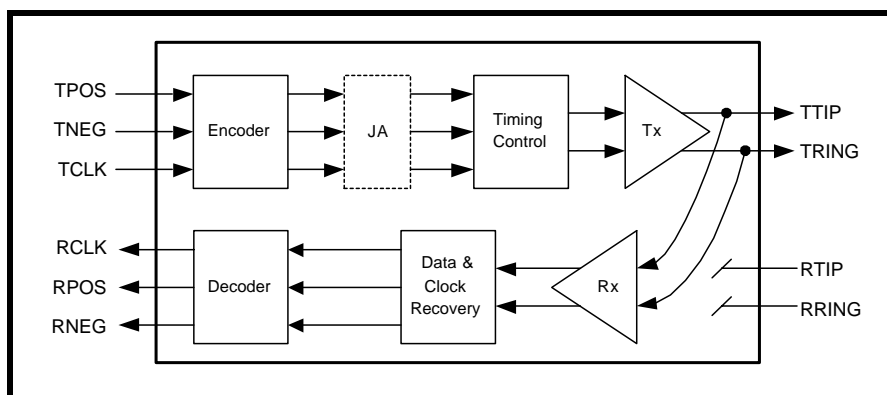 TPOS
TNEG
TCLK
Encoder
JA
Timing
Control
Tx
TTIP
TRING
RCLK
RPOS
RNEG
Decoder
Data &
Clock
Recovery
Rx
RTIP
RRING